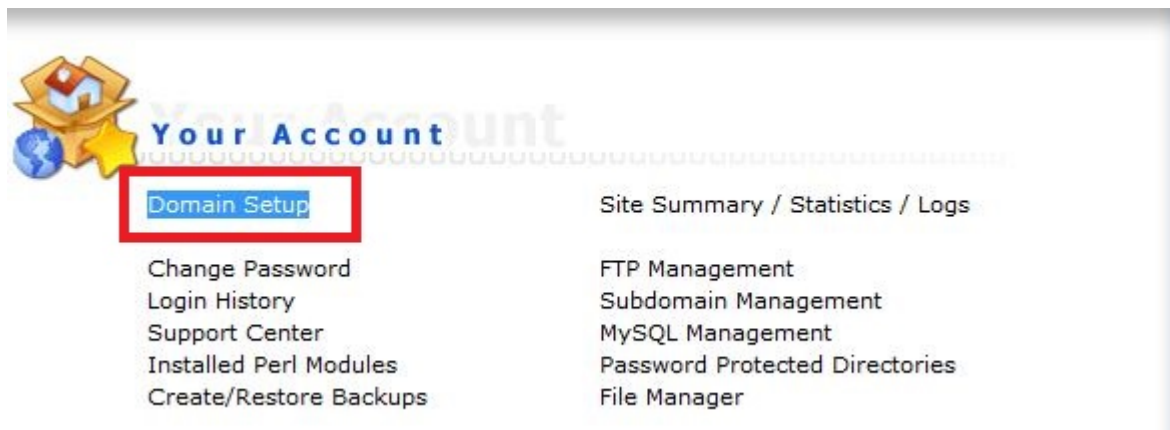 Your Account
Domain Setup
Site Summary / Statistics / Logs
Change Password
FTP Management
Login History
Subdomain Management
Support Center
MySQL Management
Installed Perl Modules
Password Protected Directories
Create/Restore Backups
File Manager